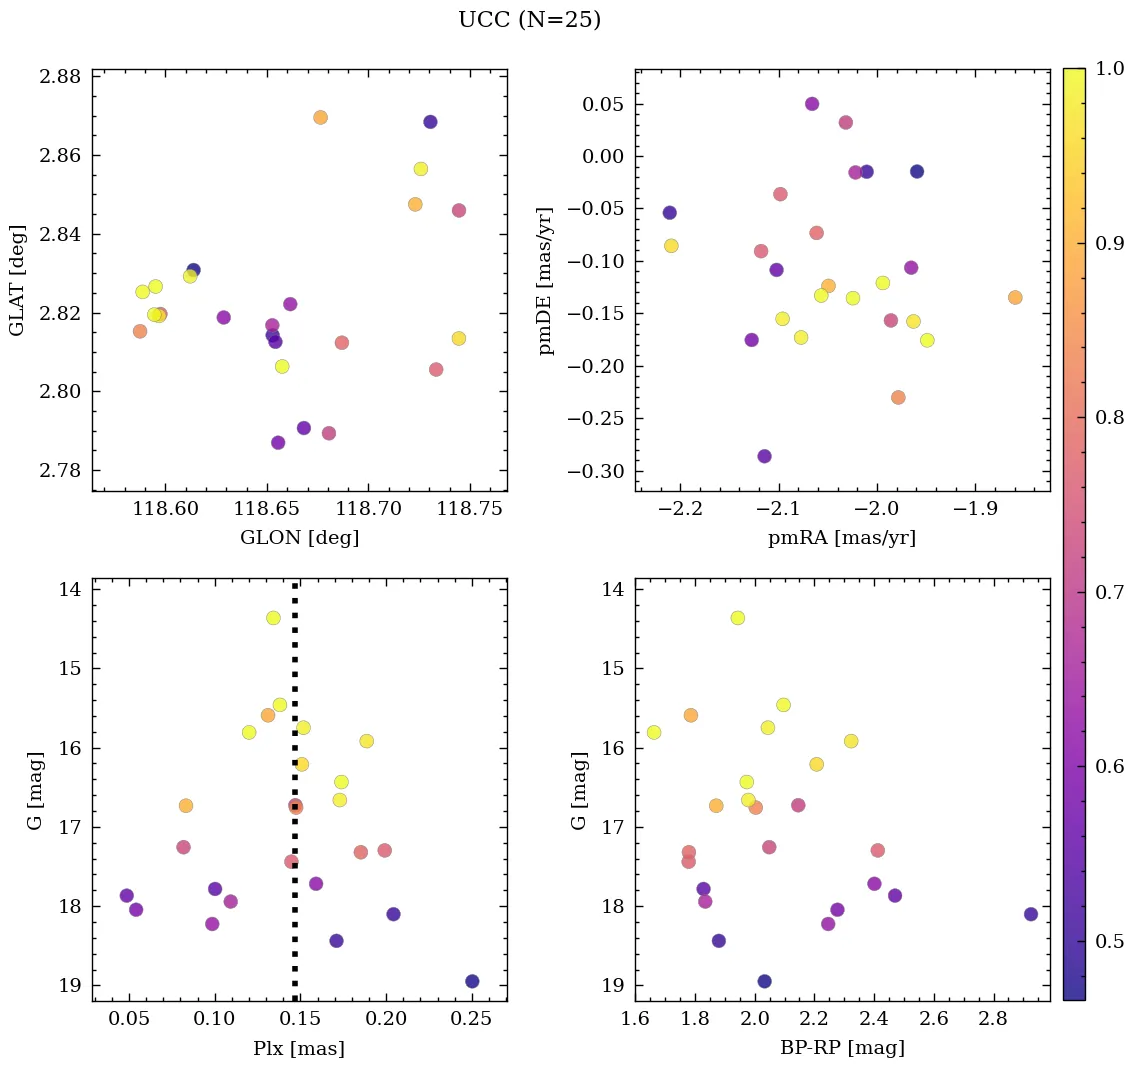 UCC (N=25)
2.88
2.86
2.84
2.82
2.80
2.78
GLAT [deg]
118.60 118.65 118.70 118.75
GLON [deg]
0.05
0.00
−0.05
−0.10
−0.15
−0.20
−0.25
−0.30
pmDE [mas/yr]
−2.2 −2.1 −2.0 −1.9
pmRA [mas/yr]
14
15
16
17
18
19
G [mag]
0.05 0.10 0.15 0.20 0.25
Plx [mas]
14
15
16
17
18
19
G [mag]
1.6 1.8 2.0 2.2 2.4 2.6 2.8
BP-RP [mag]
1.0
0.9
0.8
0.7
0.6
0.5